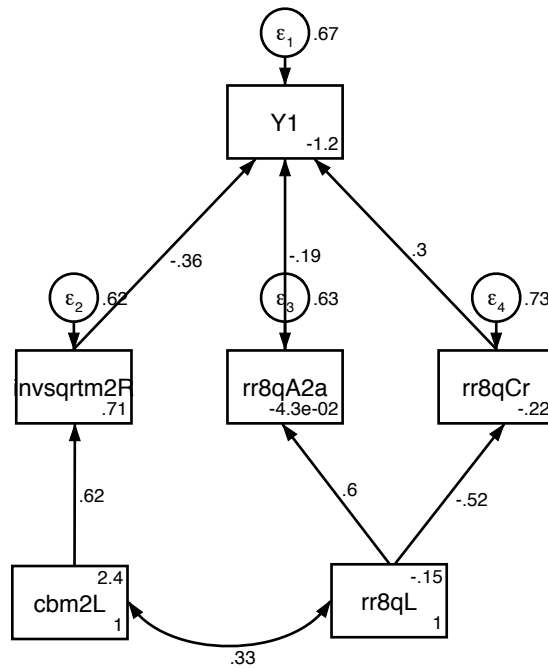 ε1 .67
Y1
-1.2
-.36
-.19
.3
ε2 .62
ε3 .63
ε4 .73
invsqrtm2R
.71
rr8qA2a
-4.3e-02
rr8qCr
-.22
.62
.6
-.52
2.4
cbm2L
1
-.15
rr8qL
1
.33